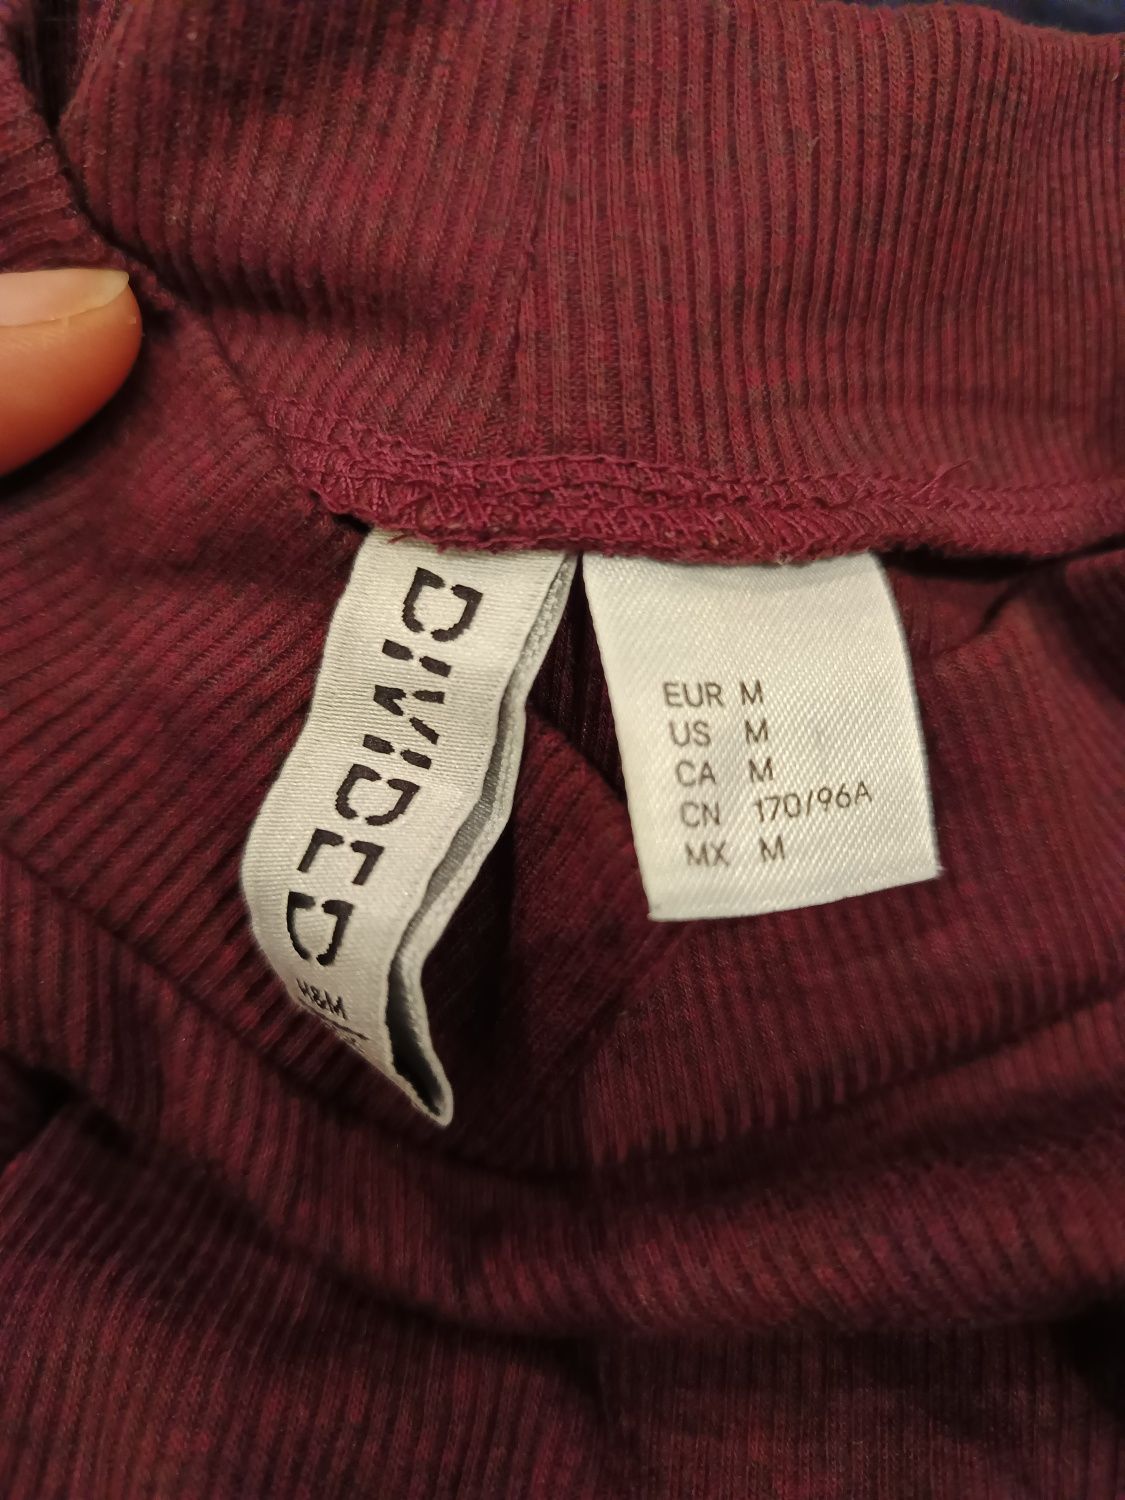 DIVIDED
H&M
EUR M
US M
CA M
CN 170/96A
MX M